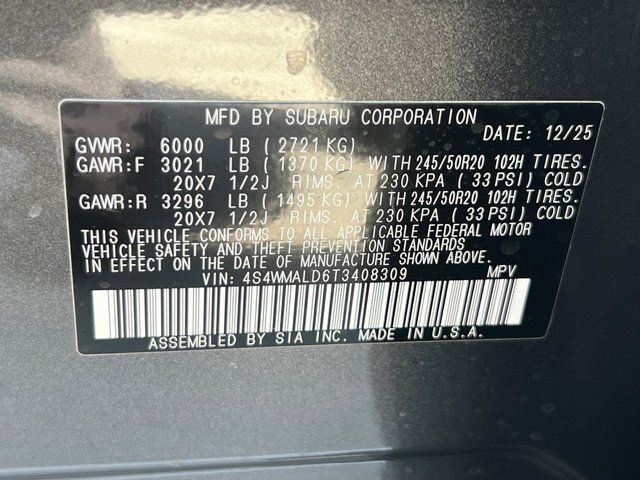 MFD BY SUBARU CORPORATION
DATE: 12/25
GVWR: 6000 LB ( 2721 KG)
GAWR:F 3021 LB ( 1370 KG) WITH 245/50R20 102H TIRES.
20X7 1/2J RIMS. AT 230 KPA ( 33 PSI) COLD
GAWR:R 3296 LB ( 1495 KG) WITH 245/50R20 102H TIRES.
20X7 1/2J RIMS. AT 230 KPA ( 33 PSI) COLD
THIS VEHICLE CONFORMS TO ALL APPLICABLE FEDERAL MOTOR
VEHICLE SAFETY AND THEFT PREVENTION STANDARDS
IN EFFECT ON THE DATE OF MANUFACTURE SHOWN ABOVE.
VIN: 4S4WMALD6T3408309 MPV
ASSEMBLED BY SIA INC. MADE IN U.S.A.